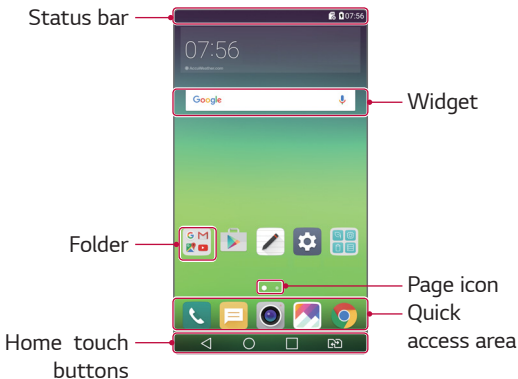 Status bar
07:56
07:56
Google
Widget
Folder
G M
Page icon
Quick
access area
Home touch
buttons